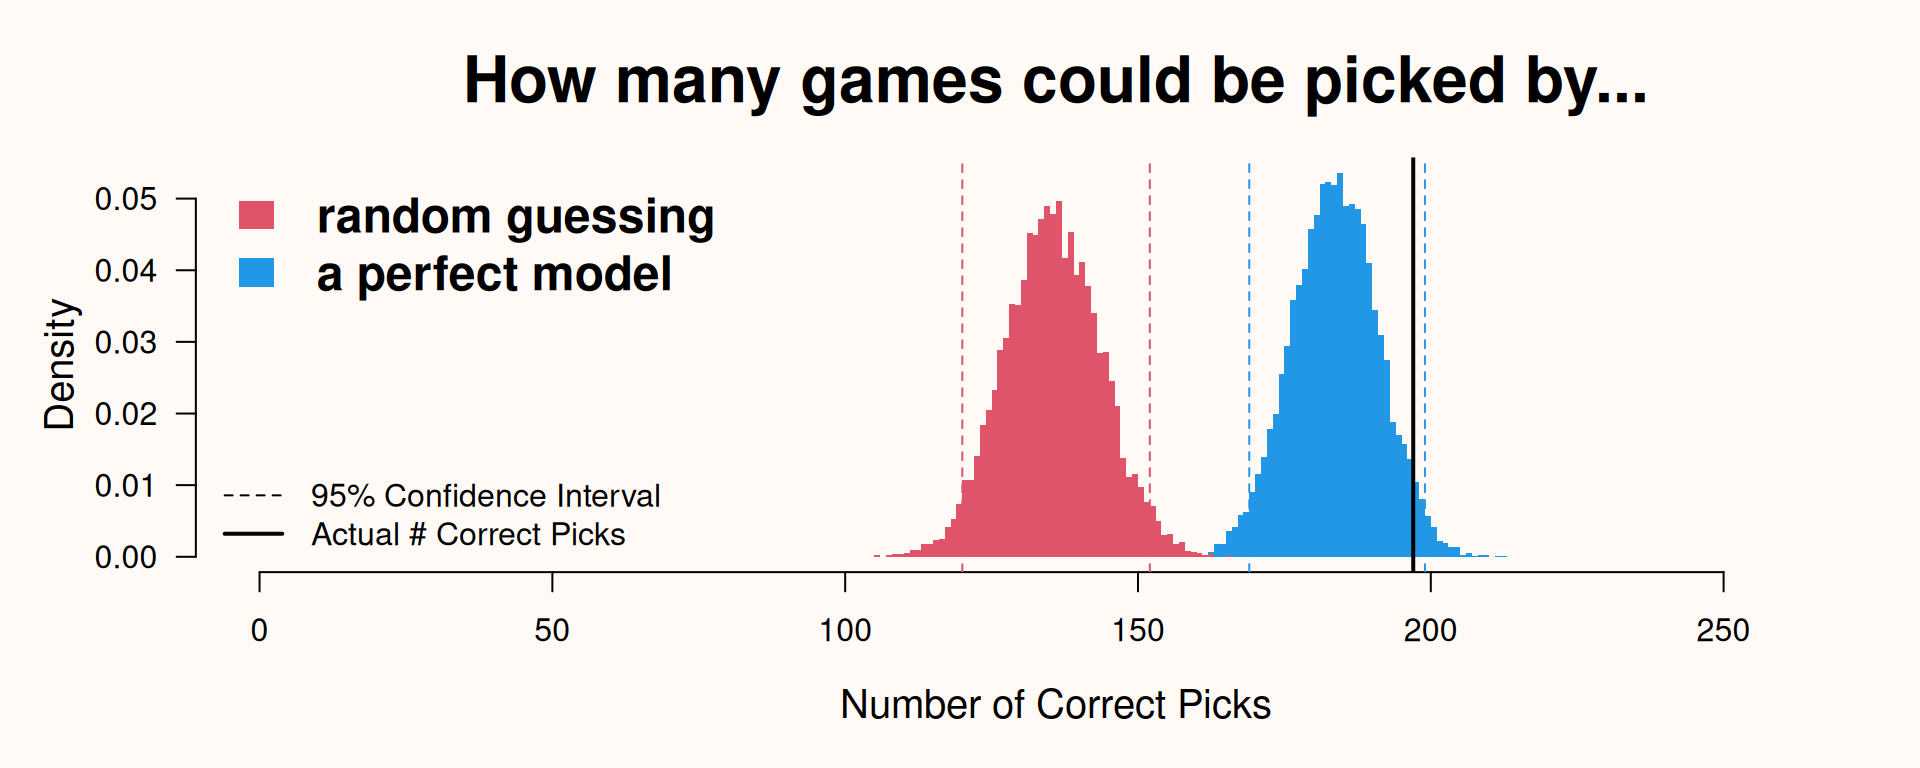 How many games could be picked by...
random guessing
a perfect model
95% Confidence Interval
Actual # Correct Picks
Density
0.05
0.04
0.03
0.02
0.01
0.00
0 50 100 150 200 250
Number of Correct Picks